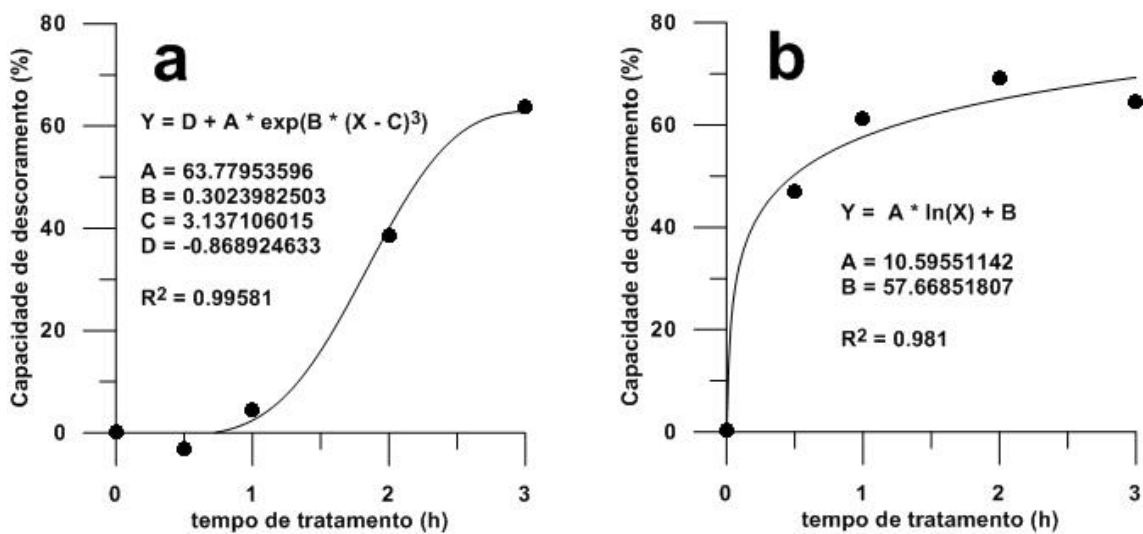 a
Capacidade de descoramento (%)
80
60
40
20
0
Y = D + A * exp(B * (X - C)³)
A = 63.77953596
B = 0.3023982503
C = 3.137106015
D = -0.868924633
R² = 0.99581
0 1 2 3
tempo de tratamento (h)
b
Capacidade de descoramento (%)
80
60
40
20
0
Y = A * ln(X) + B
A = 10.59551142
B = 57.66851807
R² = 0.981
0 1 2 3
tempo de tratamento (h)